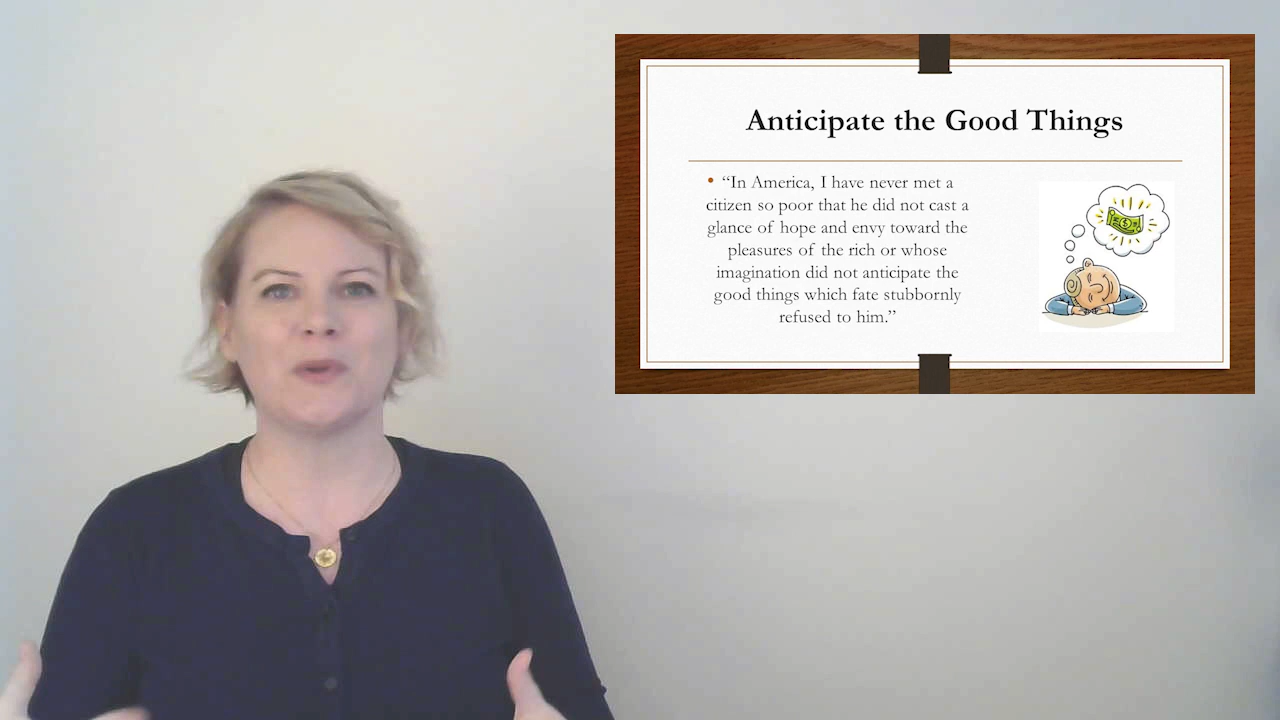 Anticipate the Good Things
• “In America, I have never met a
citizen so poor that he did not cast a
glance of hope and envy toward the
pleasures of the rich or whose
imagination did not anticipate the
good things which fate stubbornly
refused to him.”